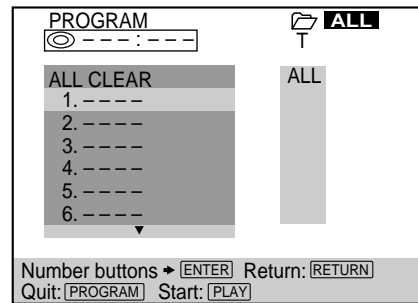 PROGRAM
ALL
– – – : – – –
T
ALL CLEAR
ALL
1. – – – –
2. – – – –
3. – – – –
4. – – – –
5. – – – –
6. – – – –
Number buttons ➧ ENTER Return: RETURN
Quit: PROGRAM Start: PLAY